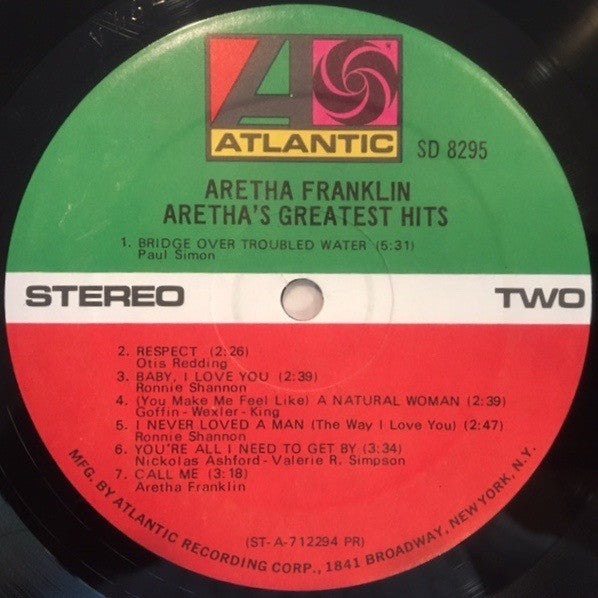 ATLANTIC
SD 8295
ARETHA FRANKLIN
ARETHA'S GREATEST HITS
1. BRIDGE OVER TROUBLED WATER (5:31)
Paul Simon
STEREO
TWO
2. RESPECT (2:26)
Otis Redding
3. BABY, I LOVE YOU (2:39)
Ronnie Shannon
4. (You Make Me Feel Like) A NATURAL WOMAN (2:39)
Goffin-Wexler-King
5. I NEVER LOVED A MAN (The Way I Love You) (2:47)
Ronnie Shannon
6. YOU'RE ALL I NEED TO GET BY (3:34)
Nickolas Ashford-Valerie R. Simpson
7. CALL ME (3:18)
Aretha Franklin
(ST-A-712294 PR)
MFG. BY ATLANTIC RECORDING CORP., 1841 BROADWAY, NEW YORK, N.Y.